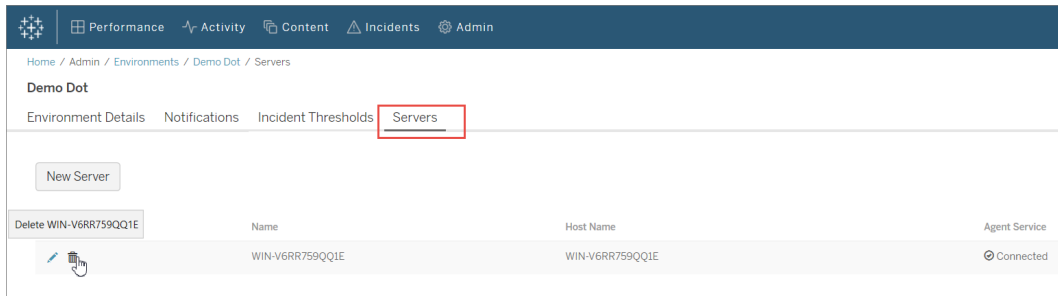 Performance Activity Content Incidents Admin
Home / Admin / Environments / Demo Dot / Servers
Demo Dot
Environment Details Notifications Incident Thresholds Servers
New Server
Delete WIN-V6RR759QQ1E
Name Host Name Agent Service
WIN-V6RR759QQ1E WIN-V6RR759QQ1E Connected